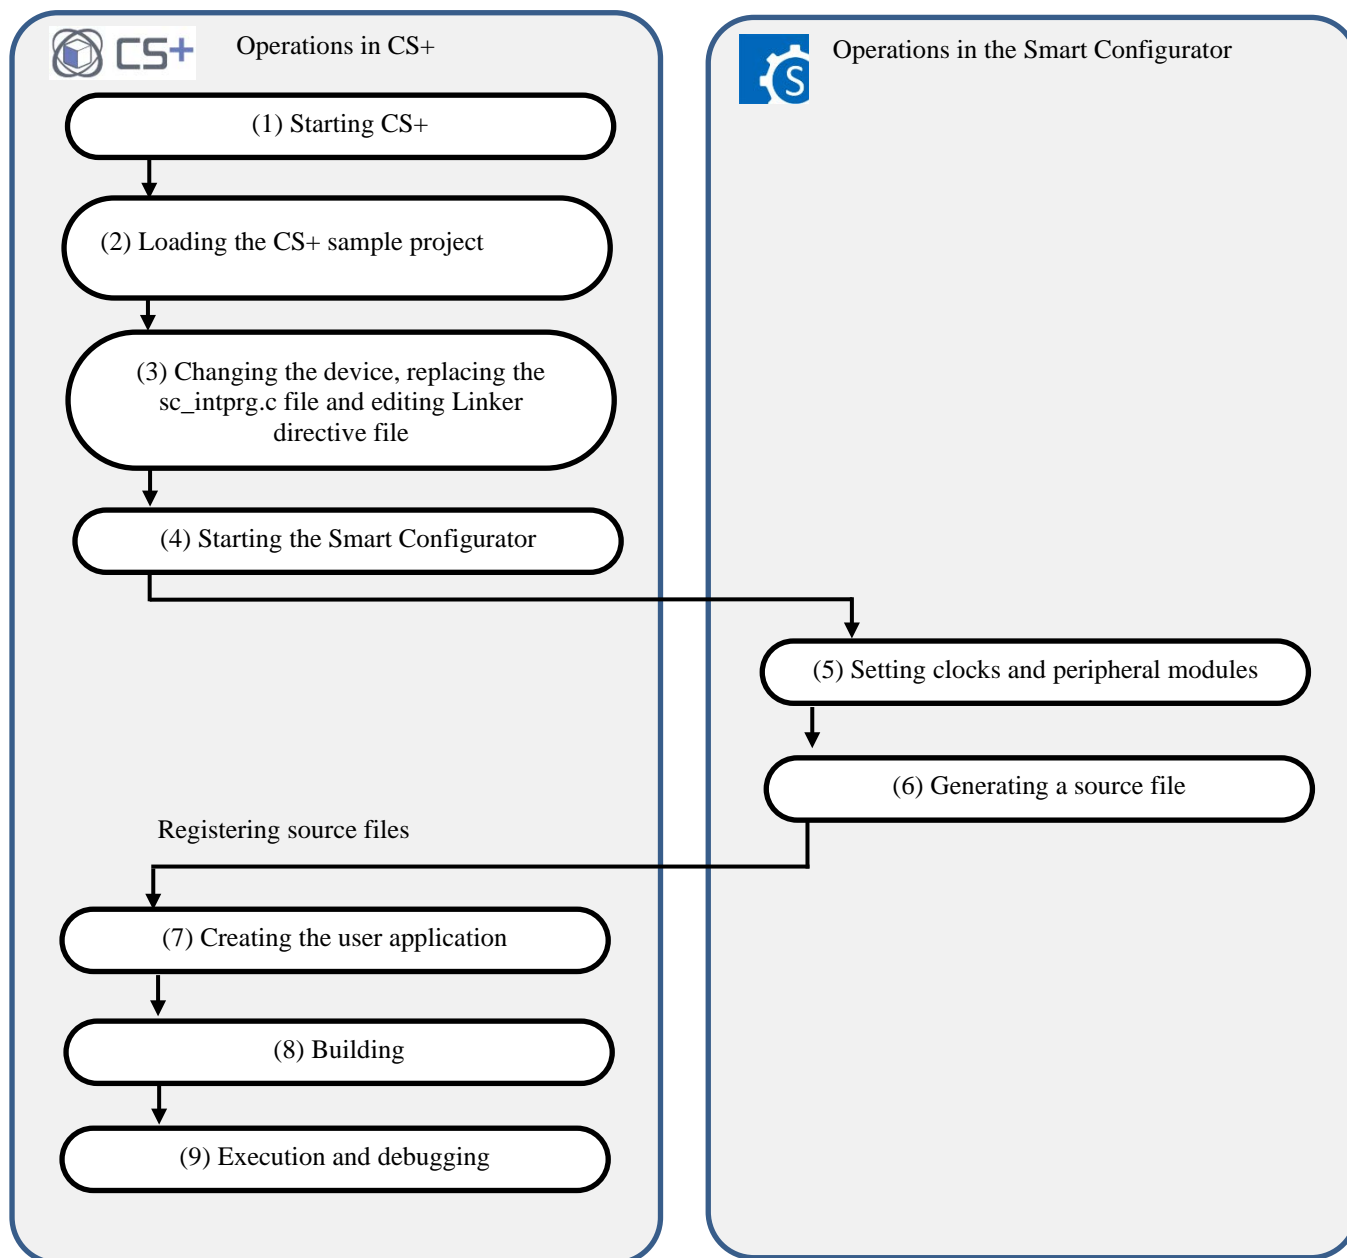 CS+
Operations in CS+
(1) Starting CS+
(2) Loading the CS+ sample project
(3) Changing the device, replacing the
sc_intprg.c file and editing Linker
directive file
(4) Starting the Smart Configurator
S
Operations in the Smart Configurator
(5) Setting clocks and peripheral modules
(6) Generating a source file
Registering source files
(7) Creating the user application
(8) Building
(9) Execution and debugging